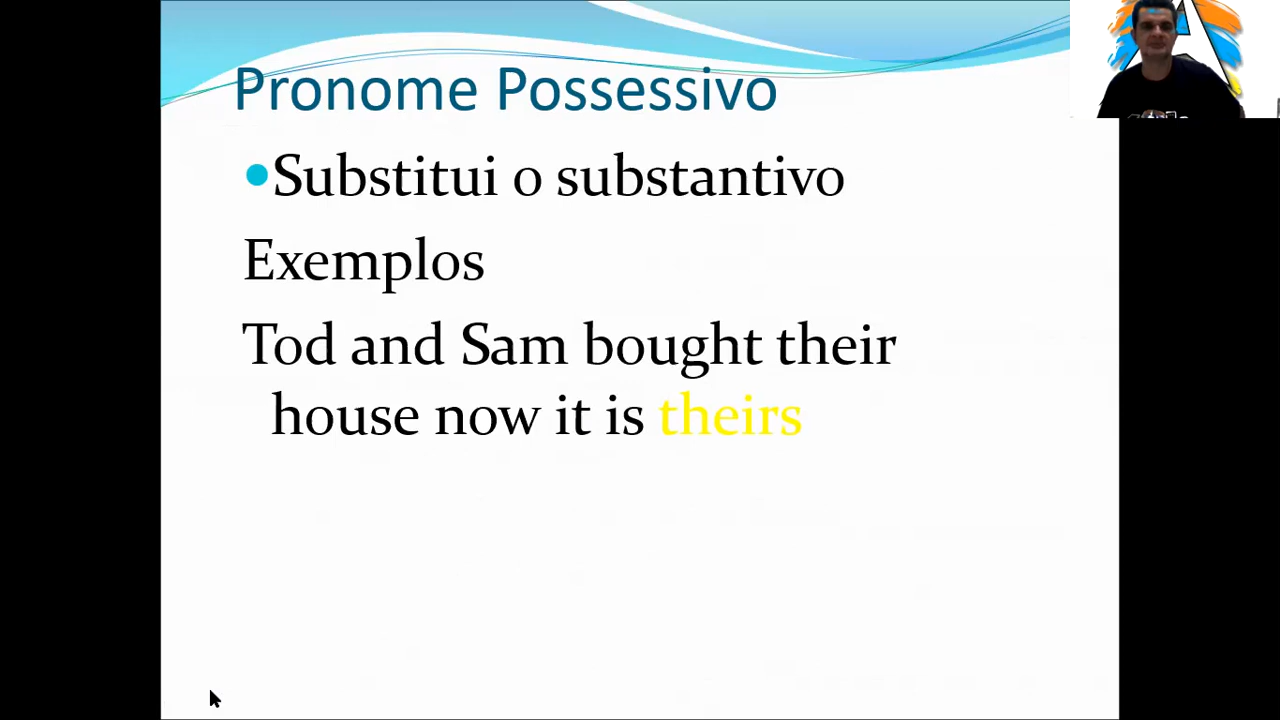 Pronome Possessivo
•Substitui o substantivo
Exemplos
Tod and Sam bought their
house now it is theirs